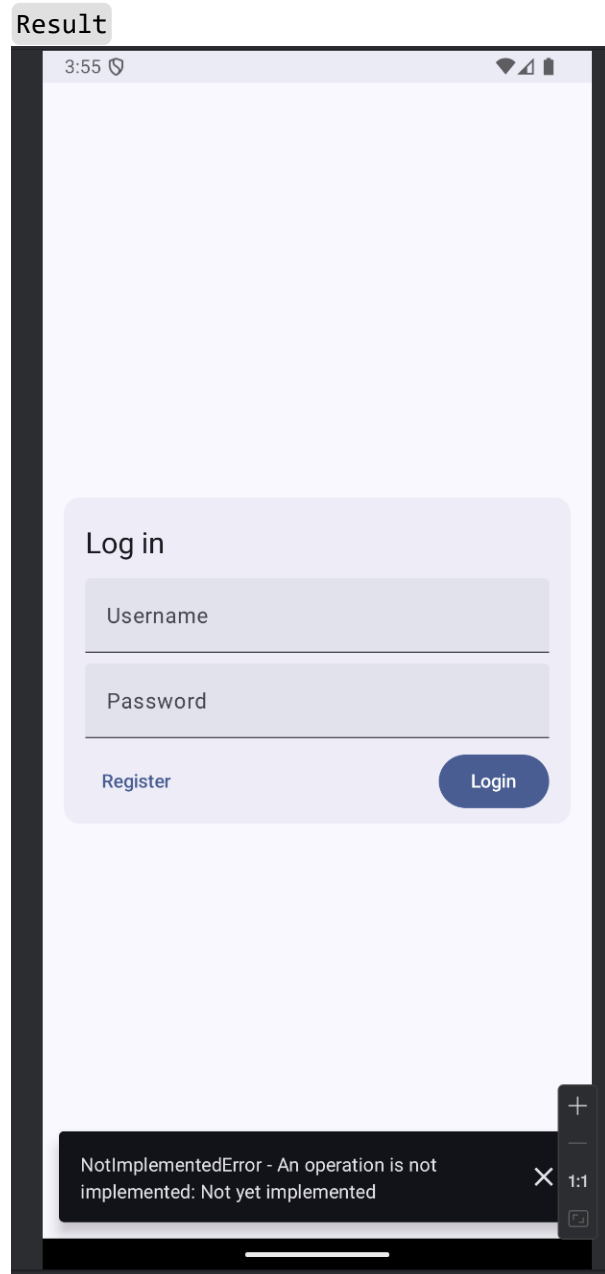 Result
3:55
Log in
Username
Password
Register
Login
NotImplementedError - An operation is not
implemented: Not yet implemented
1:1